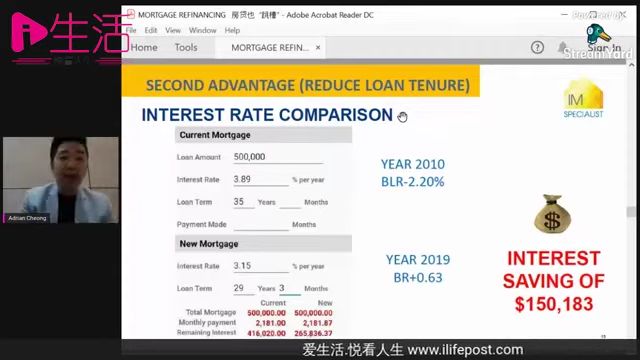 MORTGAGE REFINANCING 房贷也 “跳槽” - Adobe Acrobat Reader DC
Powered By
File Edit View Window Help
i生活
Home Tools MORTGAGE REFIN... ×
Sign In
StreamYard
SECOND ADVANTAGE (REDUCE LOAN TENURE)
INTEREST RATE COMPARISON
IM
SPECIALIST
Current Mortgage
Loan Amount 500,000
Interest Rate 3.89 % per year
Loan Term 35 Years Months
Payment Mode Months
YEAR 2010
BLR-2.20%
Adrian Cheong
New Mortgage
Interest Rate 3.15 % per year
Loan Term 29 Years 3 Months
YEAR 2019
BR+0.63
$
INTEREST
SAVING OF
$150,183
Current New
Total Mortgage 500,000.00 500,000.00
Monthly payment 2,181.00 2,181.87
Remaining Interest 416,020.00 265,836.37
爱生活.悦看人生 www.ilifepost.com